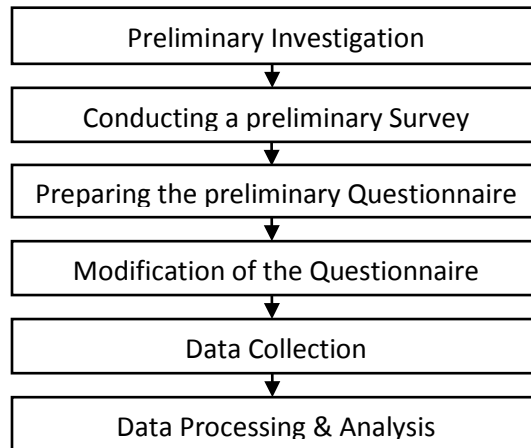 Preliminary Investigation
Conducting a preliminary Survey
Preparing the preliminary Questionnaire
Modification of the Questionnaire
Data Collection
Data Processing & Analysis